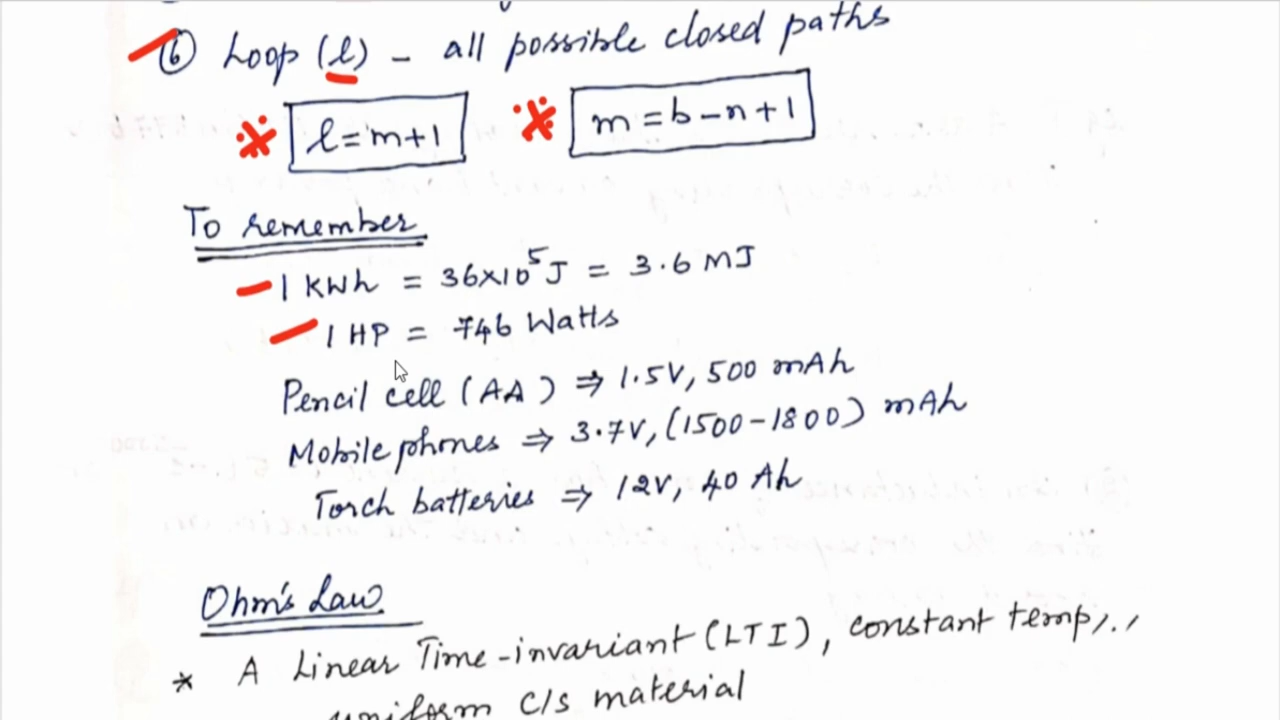 ⑥ Loop (l) - all possible closed paths
※ l = m+1 ※ m = b-n+1
To remember
1 KWh = 36×10⁵ J = 3.6 MJ
1 HP = 746 Watts
Pencil cell (AA) ⇒ 1.5V, 500 mAh
Mobile phones ⇒ 3.7V, (1500-1800) mAh
Torch batteries ⇒ 12V, 40 Ah
Ohm's Law
* A Linear Time-invariant (LTI), constant temp,.,
uniform c/s material